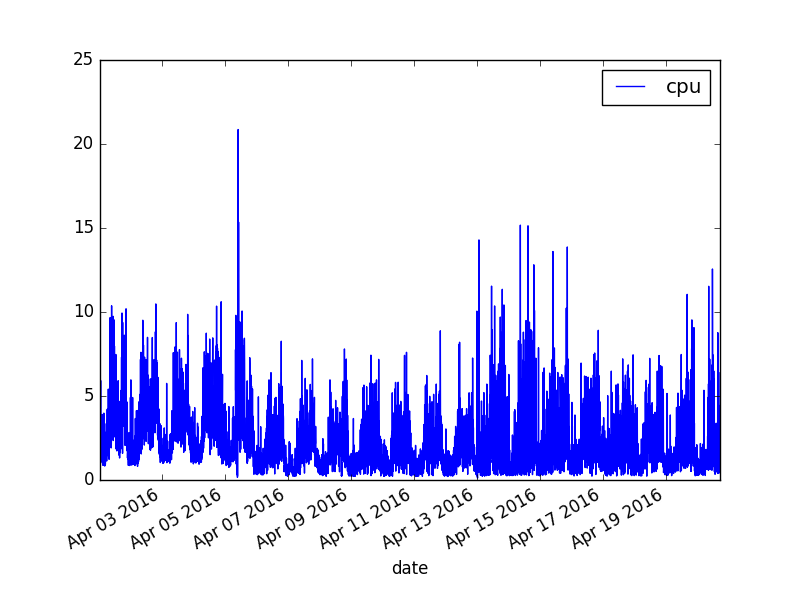 25
cpu
20
15
10
5
0
Apr 03 2016
Apr 05 2016
Apr 07 2016
Apr 09 2016
Apr 11 2016
Apr 13 2016
Apr 15 2016
Apr 17 2016
Apr 19 2016
date